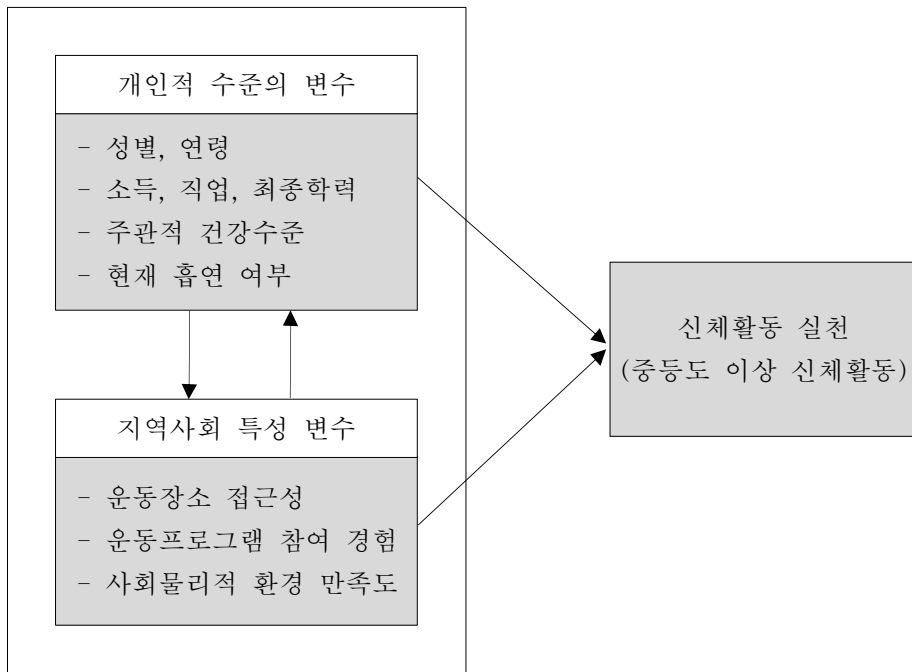 개인적 수준의 변수
- 성별, 연령
- 소득, 직업, 최종학력
- 주관적 건강수준
- 현재 흡연 여부
신체활동 실천
(중등도 이상 신체활동)
지역사회 특성 변수
- 운동장소 접근성
- 운동프로그램 참여 경험
- 사회물리적 환경 만족도